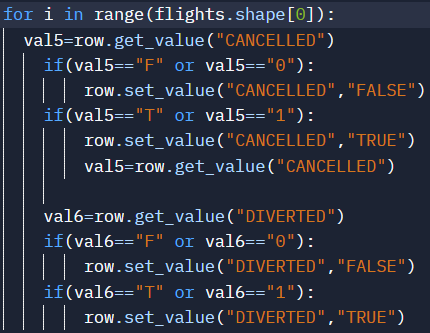 for i in range(flights.shape[0]):
  val5=row.get_value("CANCELLED")
    if(val5=="F" or val5=="0"):
        row.set_value("CANCELLED","FALSE")
    if(val5=="T" or val5=="1"):
        row.set_value("CANCELLED","TRUE")
        val5=row.get_value("CANCELLED")

    val6=row.get_value("DIVERTED")
    if(val6=="F" or val6=="0"):
        row.set_value("DIVERTED","FALSE")
    if(val6=="T" or val6=="1"):
        row.set_value("DIVERTED","TRUE")